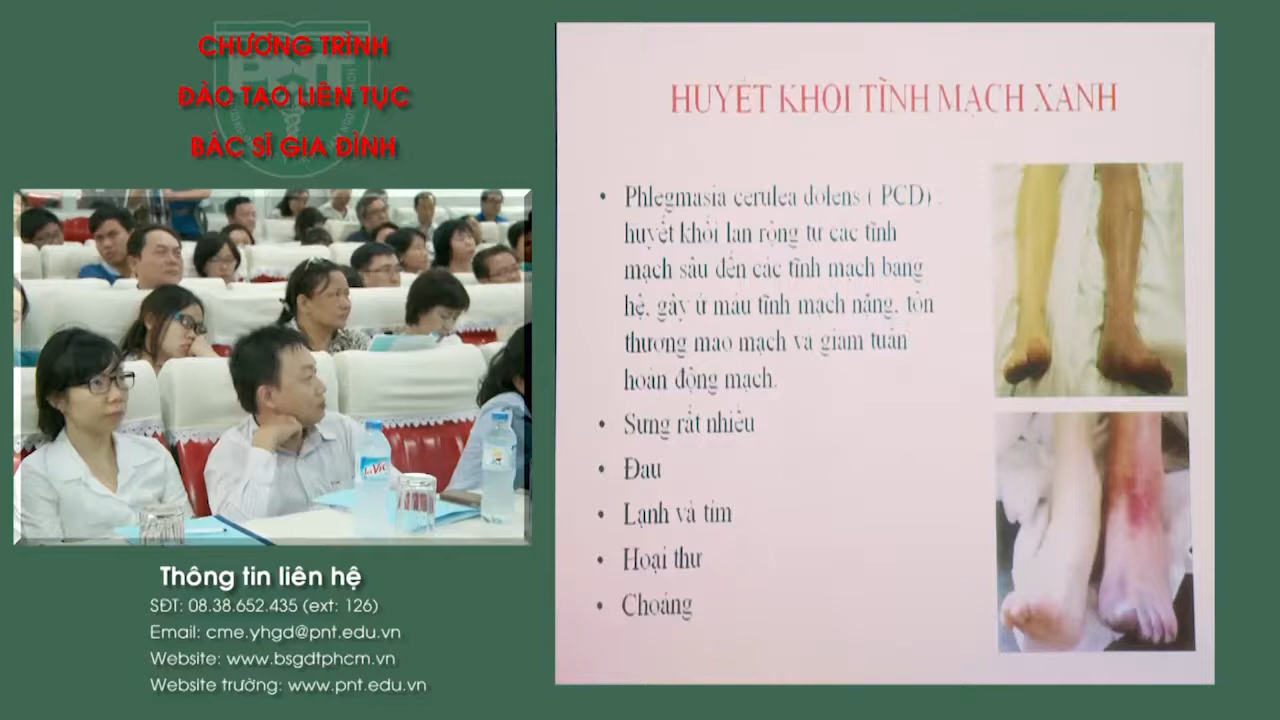 CHƯƠNG TRÌNH
ĐÀO TẠO LIÊN TỤC
BÁC SĨ GIA ĐÌNH
PNT
Thông tin liên hệ
SĐT: 08.38.652.435 (ext: 126)
Email: cme.yhgd@pnt.edu.vn
Website: www.bsgdtphcm.vn
Website trường: www.pnt.edu.vn
HUYẾT KHỐI TĨNH MẠCH XANH
• Phlegmasia cerulea dolens ( PCD) :
huyết khối lan rộng từ các tĩnh
mạch sâu đến các tĩnh mạch bàng
hệ, gây ứ máu tĩnh mạch nặng, tổn
thương mao mạch và giảm tuần
hoàn động mạch.
• Sưng rất nhiều
• Đau
• Lạnh và tím
• Hoại thư
• Choáng
LaVie